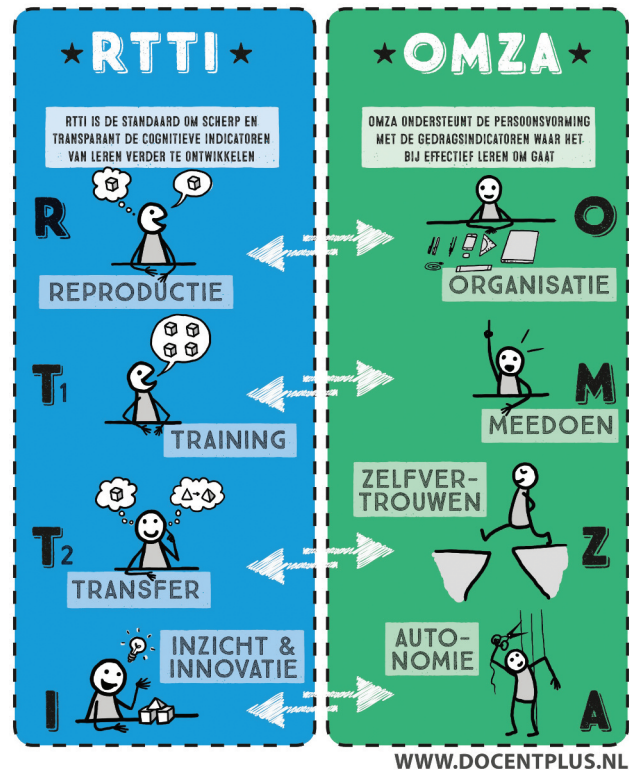 RTTI
RTTI IS DE STANDAARD OM SCHERP EN
TRANSPARANT DE COGNITIEVE INDICATOREN
VAN LEREN VERDER TE ONTWIKKELEN
R
REPRODUCTIE
T1
TRAINING
T2
TRANSFER
I
INZICHT &
INNOVATIE
OMZA
OMZA ONDERSTEUNT DE PERSOONSVORMING
MET DE GEDRAGSINDICATOREN WAAR HET
BIJ EFFECTIEF LEREN OM GAAT
O
ORGANISATIE
M
MEEDOEN
ZELFVER-
TROUWEN
Z
AUTO-
NOMIE
A
WWW.DOCENTPLUS.NL